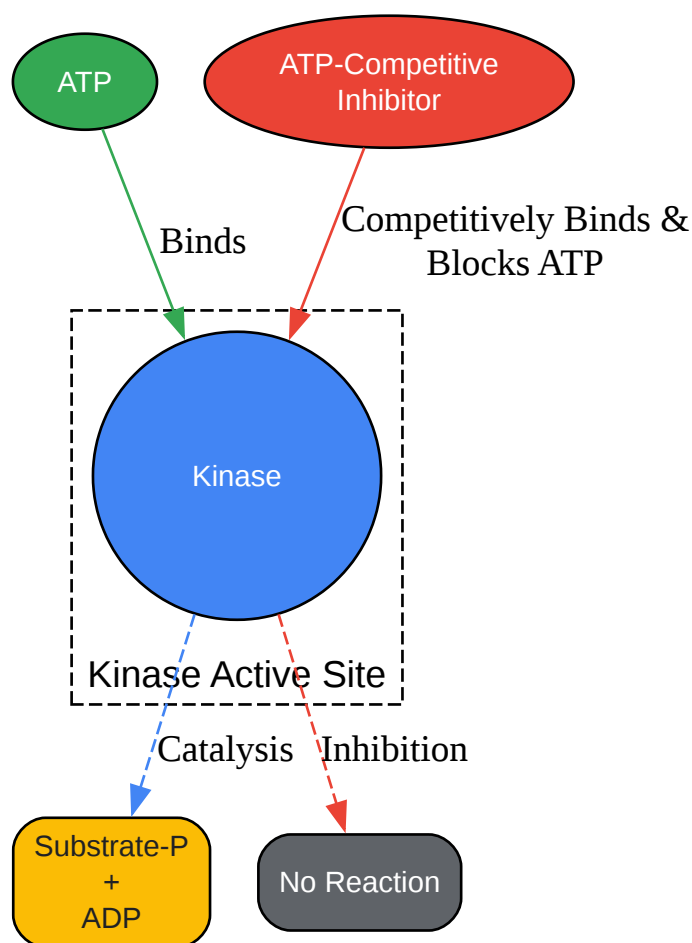 ATP
ATP-Competitive
Inhibitor
Binds
Competitively Binds &
Blocks ATP
Kinase
Kinase Active Site
Catalysis
Inhibition
Substrate-P
+
ADP
No Reaction